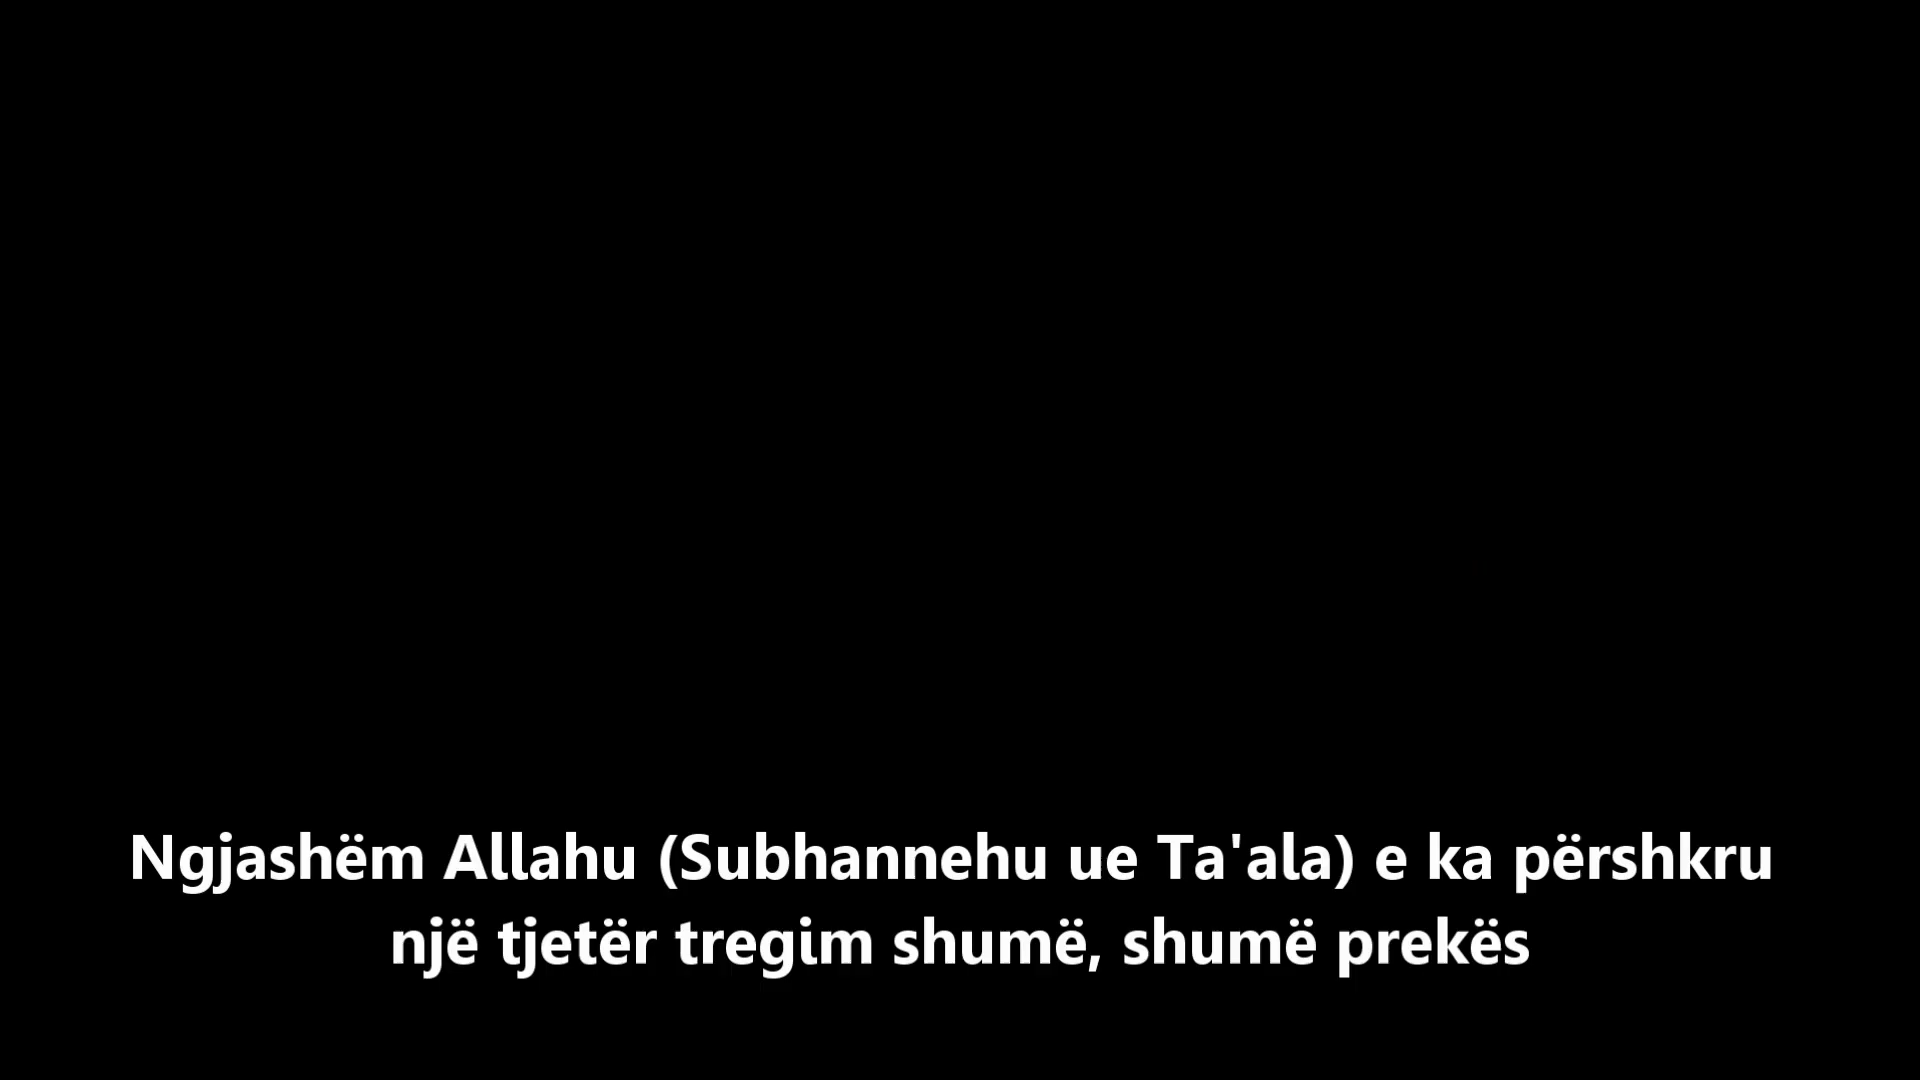 Ngjashëm Allahu (Subhannehu ue Ta'ala) e ka përshkru
një tjetër tregim shumë, shumë prekës